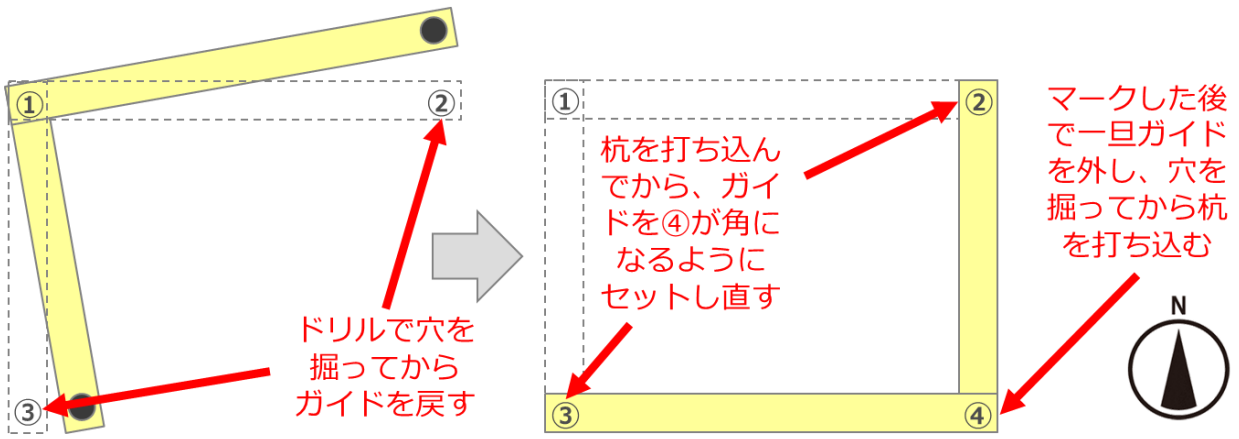 ①
②
③
ドリルで穴を
掘ってから
ガイドを戻す
①
②
③
④
杭を打ち込ん
でから、ガイ
ドを④が角に
なるように
セットし直す
マークした後
で一旦ガイド
を外し、穴を
掘ってから杭
を打ち込む
N